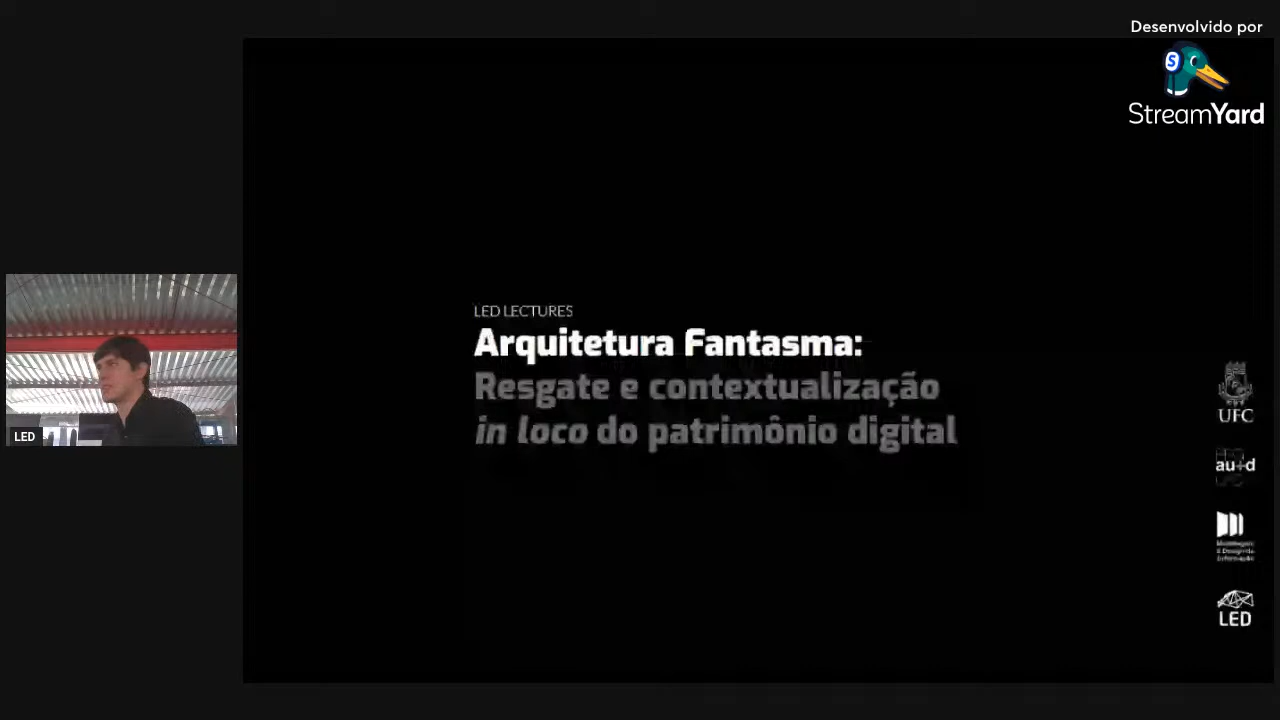 Desenvolvido por
StreamYard
LED LECTURES
Arquitetura Fantasma:
Resgate e contextualização
in loco do patrimônio digital
LED
UFC
au+d
LED